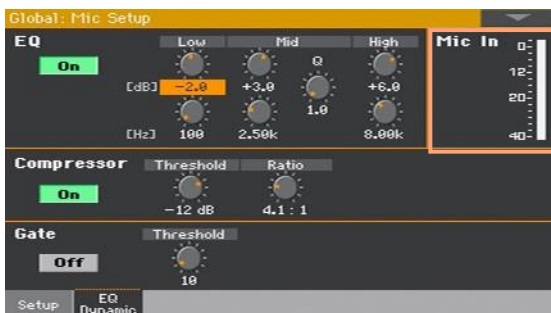 Global: Mic Setup
EQ Low Mid High Mic In
On Q
0
12
20
40
[dB] -2.0 +3.0 +6.0
1.0
[Hz] 100 2.50k 8.00k
Compressor Threshold Ratio
On
-12 dB 4.1 : 1
Gate Threshold
Off
10
Setup EQ Dynamic